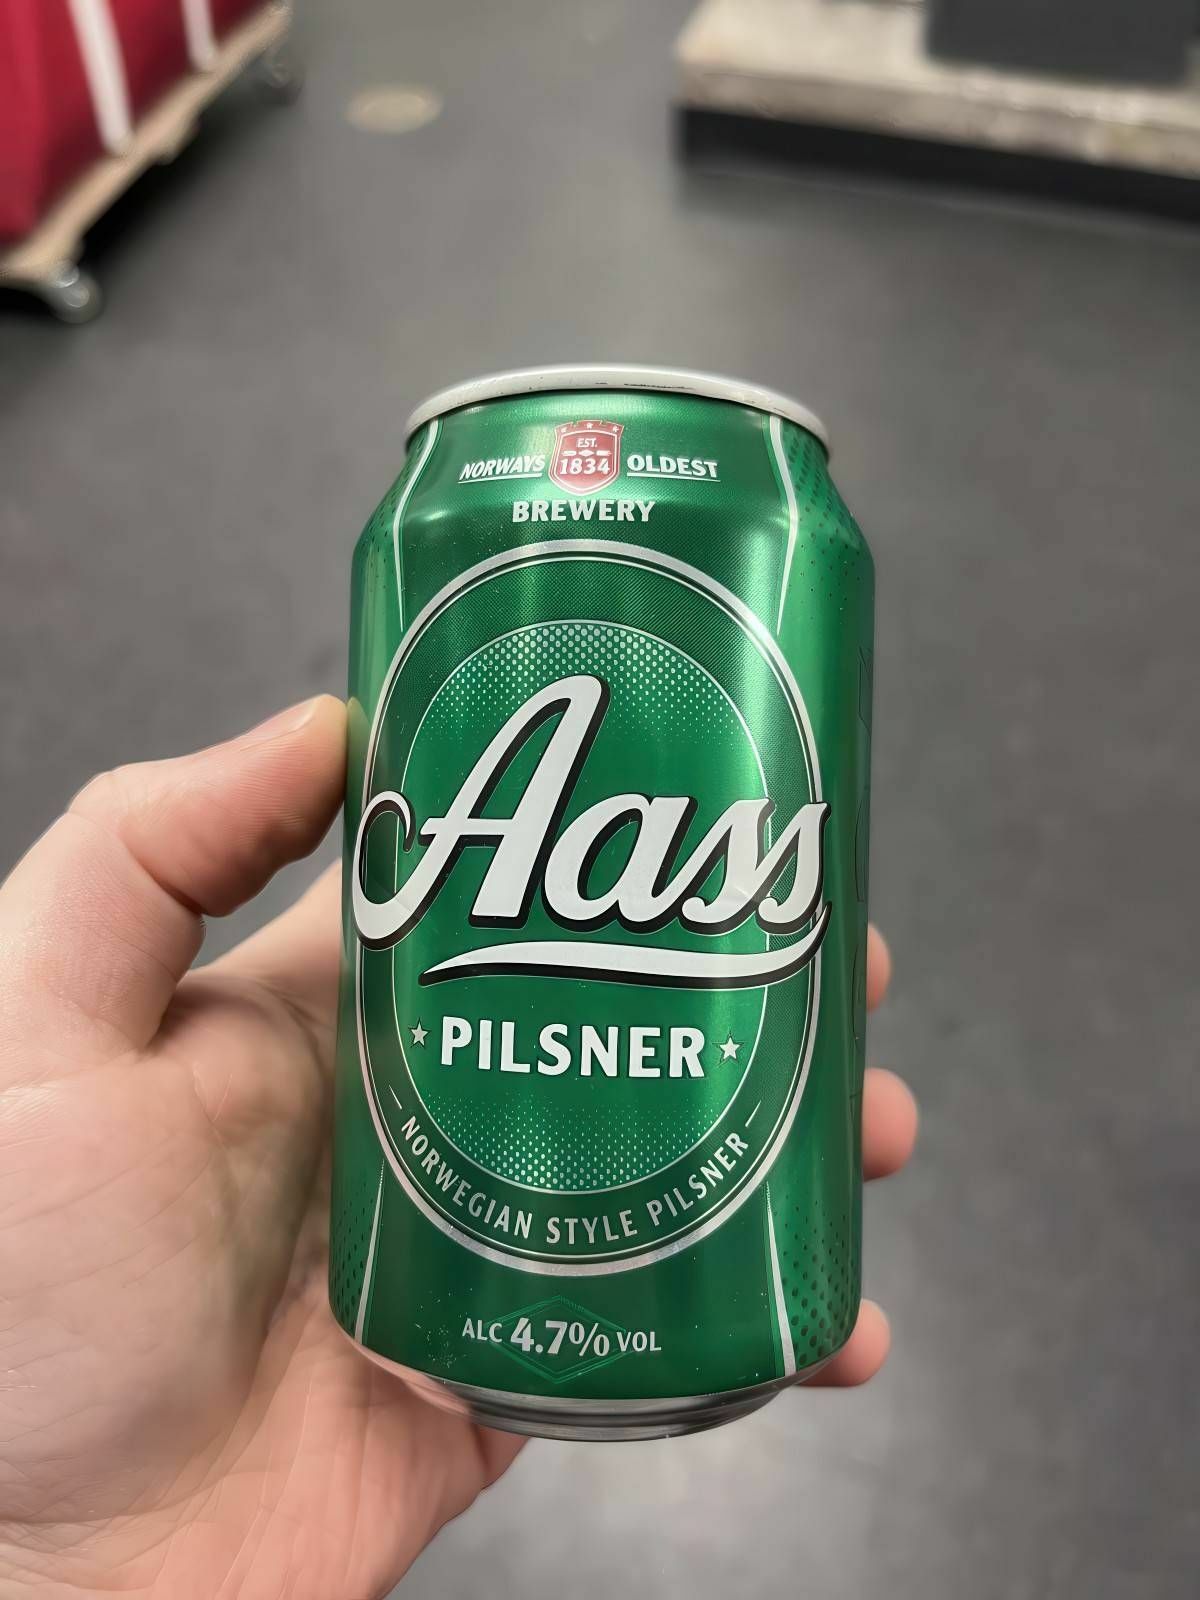 EST.
NORWAYS 1834 OLDEST
BREWERY
Aass
PILSNER
NORWEGIAN STYLE PILSNER
ALC 4.7% VOL